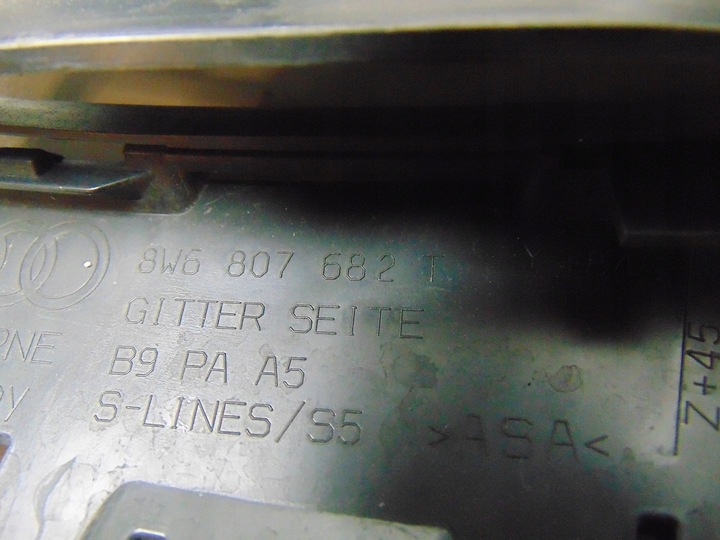 8W6 807 682 T
GITTER SEITE
B9 PA A5
S-LINES/S5
>ASA<
Z+45